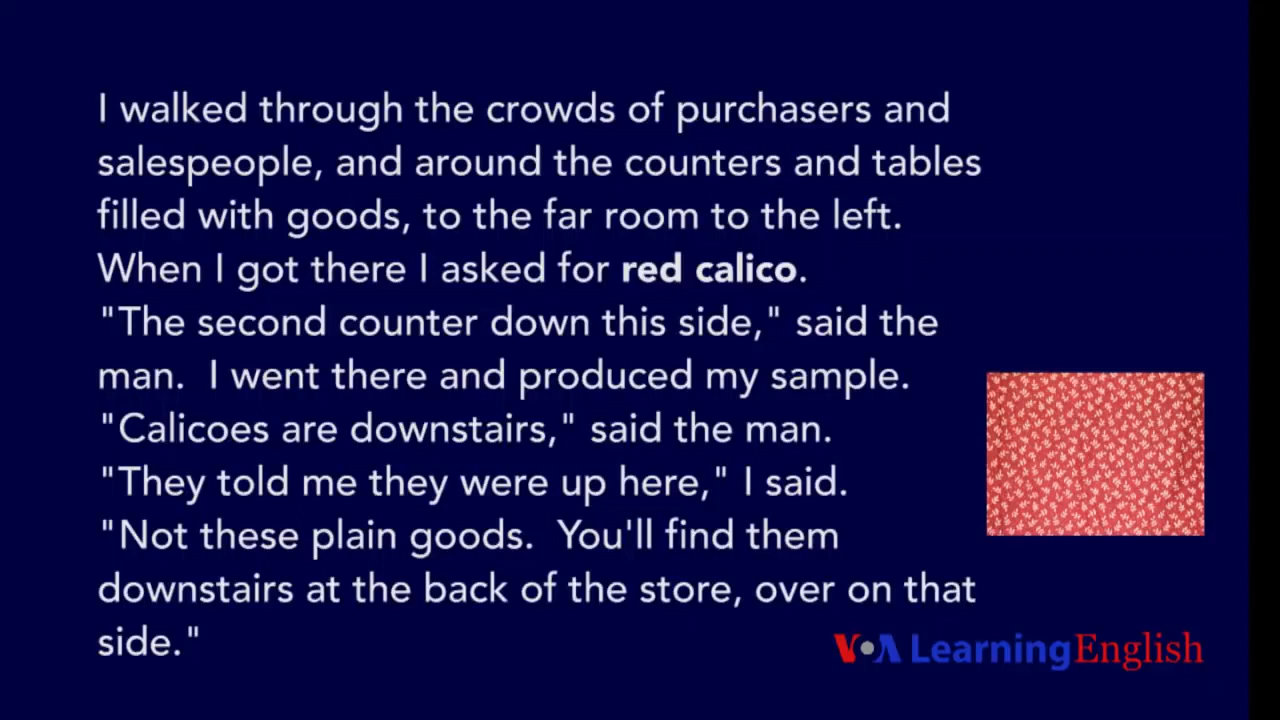 I walked through the crowds of purchasers and
salespeople, and around the counters and tables
filled with goods, to the far room to the left.
When I got there I asked for red calico.
"The second counter down this side," said the
man.  I went there and produced my sample.
"Calicoes are downstairs," said the man.
"They told me they were up here," I said.
"Not these plain goods.  You'll find them
downstairs at the back of the store, over on that
side."
VOA Learning English